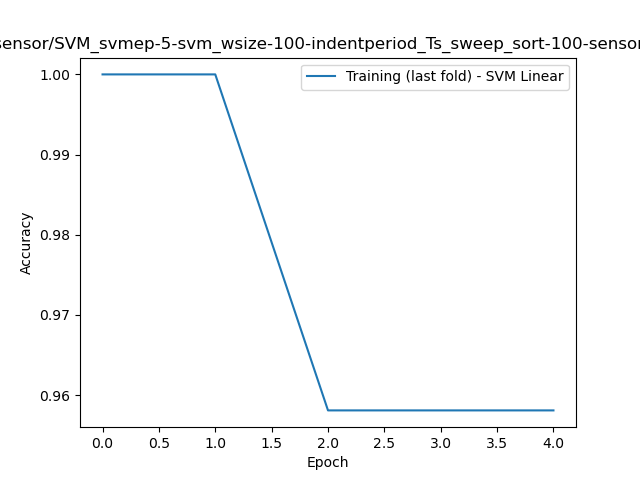 sensor/SVM_svmep-5-svm_wsize-100-indentperiod_Ts_sweep_sort-100-sensor
Training (last fold) - SVM Linear
1.00
0.99
0.98
0.97
0.96
Accuracy
0.0 0.5 1.0 1.5 2.0 2.5 3.0 3.5 4.0
Epoch